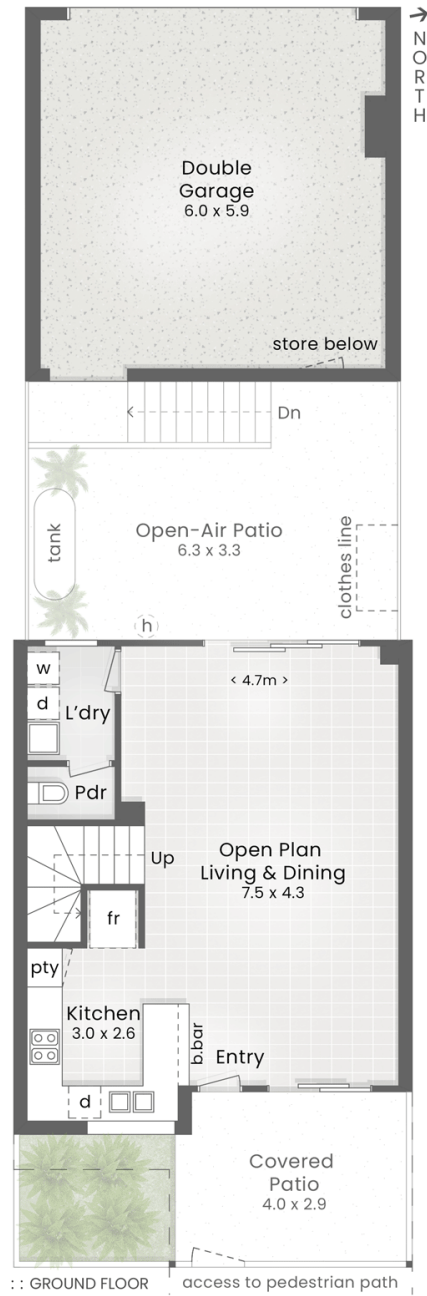 NORTH
Double
Garage
6.0 x 5.9
store below
Dn
tank
Open-Air Patio
6.3 x 3.3
clothes line
h
w
d
L'dry
< 4.7m >
Pdr
Up
Open Plan
Living & Dining
7.5 x 4.3
fr
pty
Kitchen
3.0 x 2.6
b.bar
Entry
d
Covered
Patio
4.0 x 2.9
:: GROUND FLOOR
access to pedestrian path